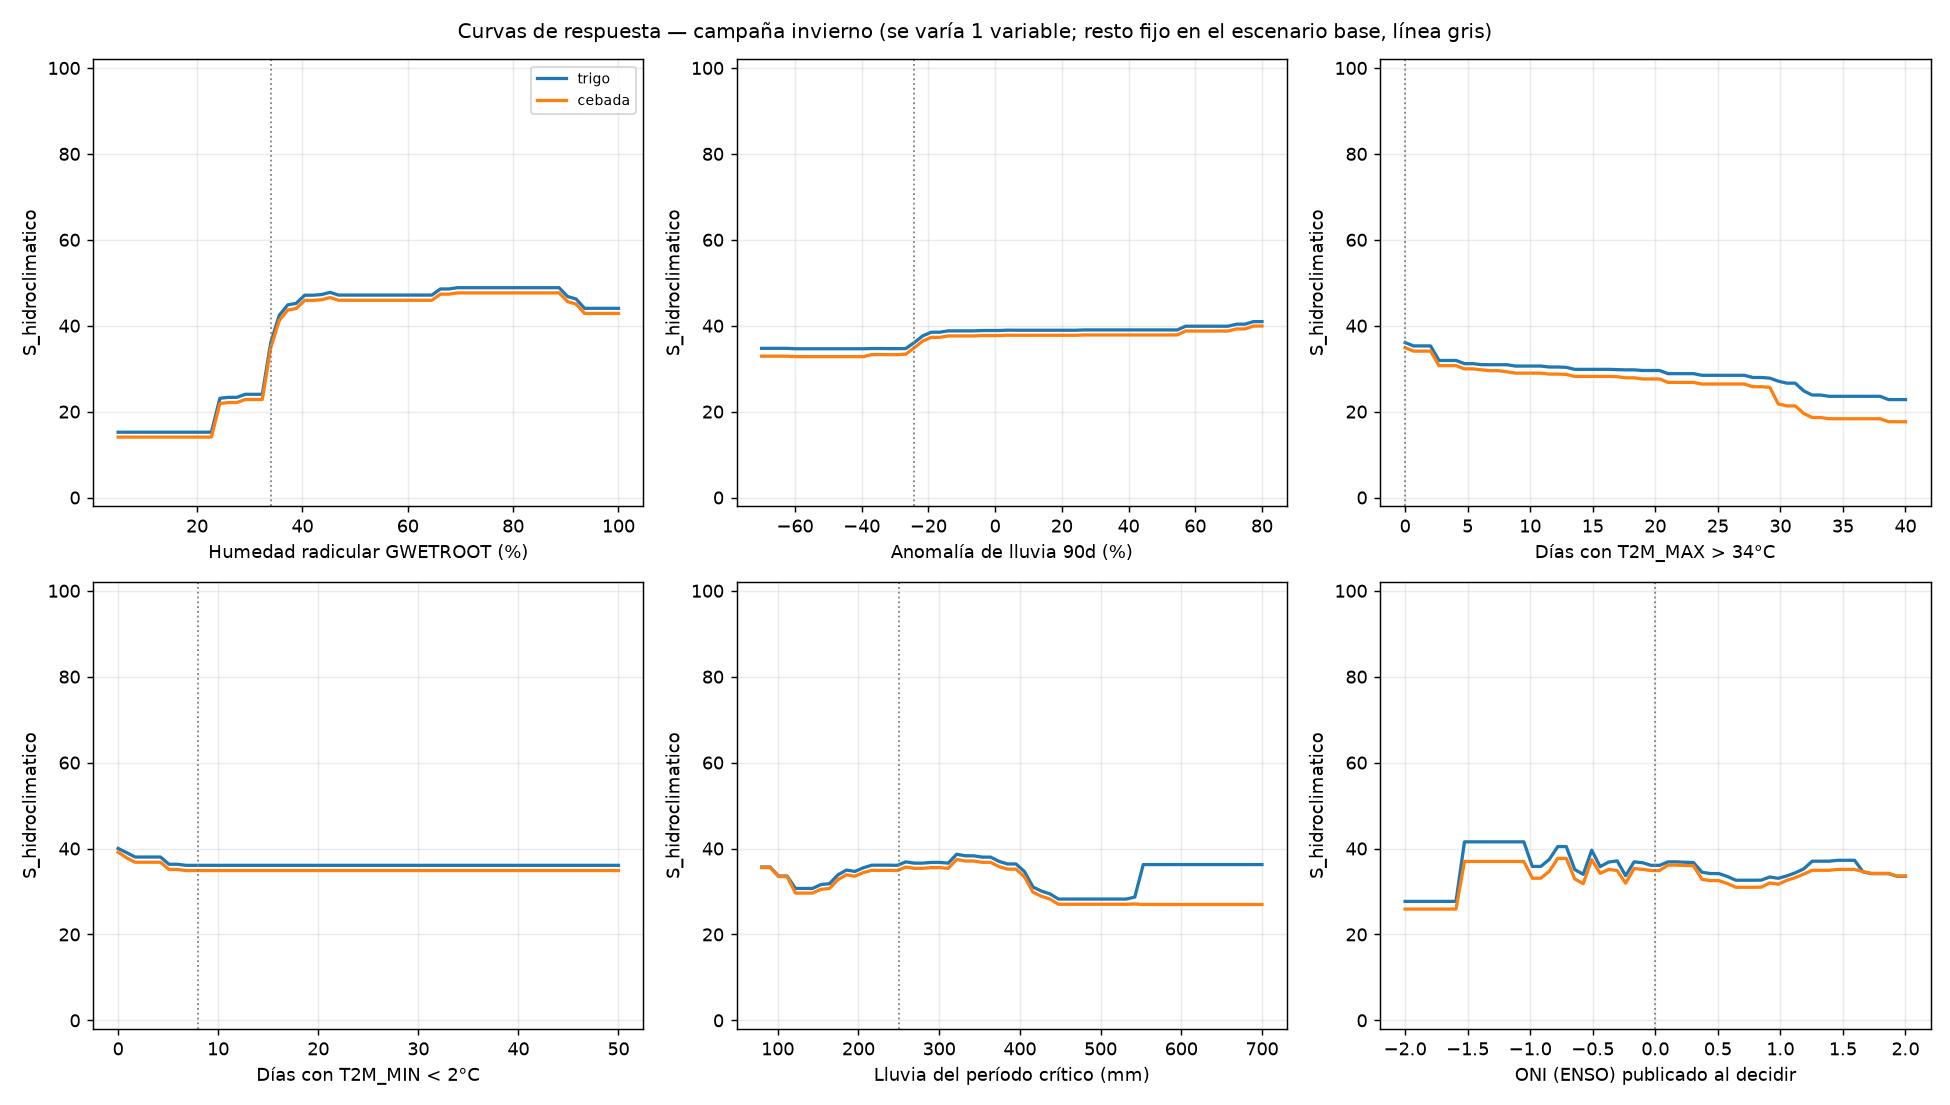 Curvas de respuesta — campaña invierno (se varía 1 variable; resto fijo en el escenario base, línea gris)
100
80
60
40
20
0
S_hidroclimatico
trigo
cebada
20 40 60 80 100
Humedad radicular GWETROOT (%)
100
80
60
40
20
0
S_hidroclimatico
−60 −40 −20 0 20 40 60 80
Anomalía de lluvia 90d (%)
100
80
60
40
20
0
S_hidroclimatico
0 5 10 15 20 25 30 35 40
Días con T2M_MAX > 34°C
100
80
60
40
20
0
S_hidroclimatico
0 10 20 30 40 50
Días con T2M_MIN < 2°C
100
80
60
40
20
0
S_hidroclimatico
100 200 300 400 500 600 700
Lluvia del período crítico (mm)
100
80
60
40
20
0
S_hidroclimatico
−2.0 −1.5 −1.0 −0.5 0.0 0.5 1.0 1.5 2.0
ONI (ENSO) publicado al decidir